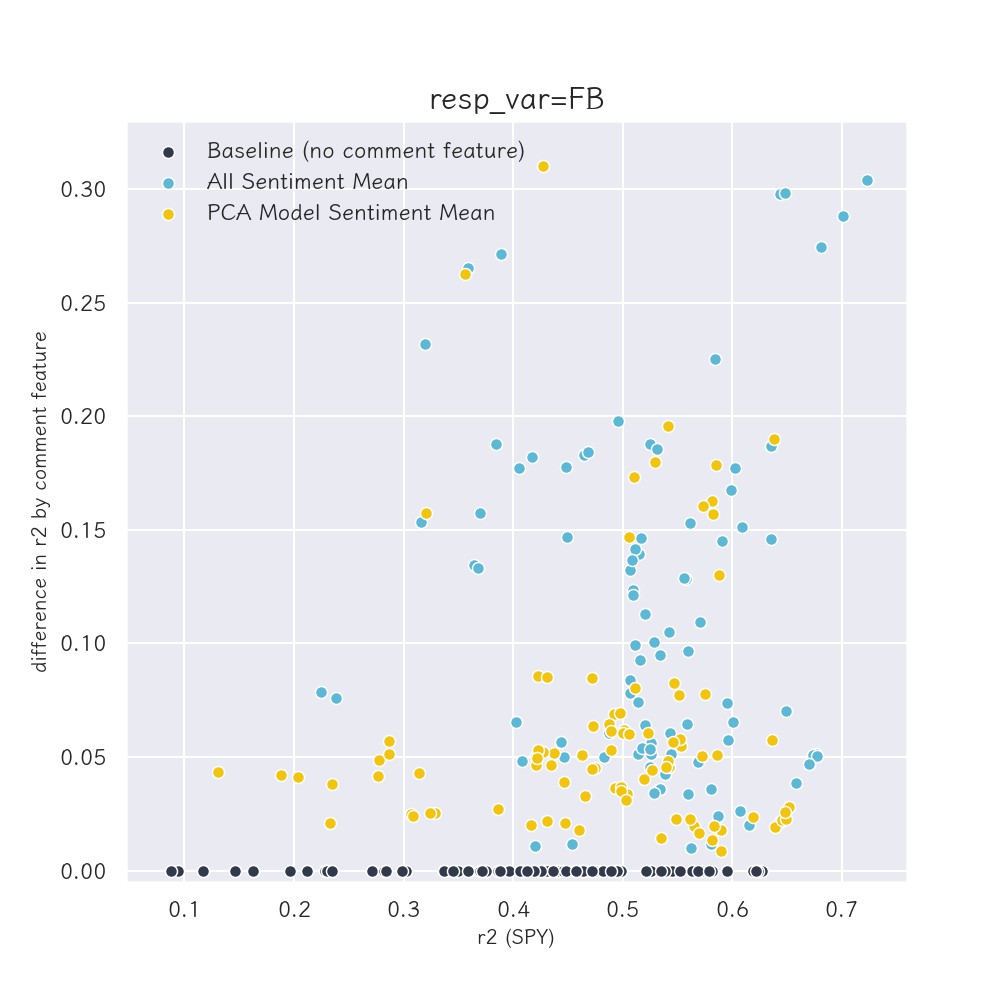 resp_var=FB
Baseline (no comment feature)
All Sentiment Mean
PCA Model Sentiment Mean
0.30
0.25
0.20
0.15
0.10
0.05
0.00
difference in r2 by comment feature
0.1 0.2 0.3 0.4 0.5 0.6 0.7
r2 (SPY)